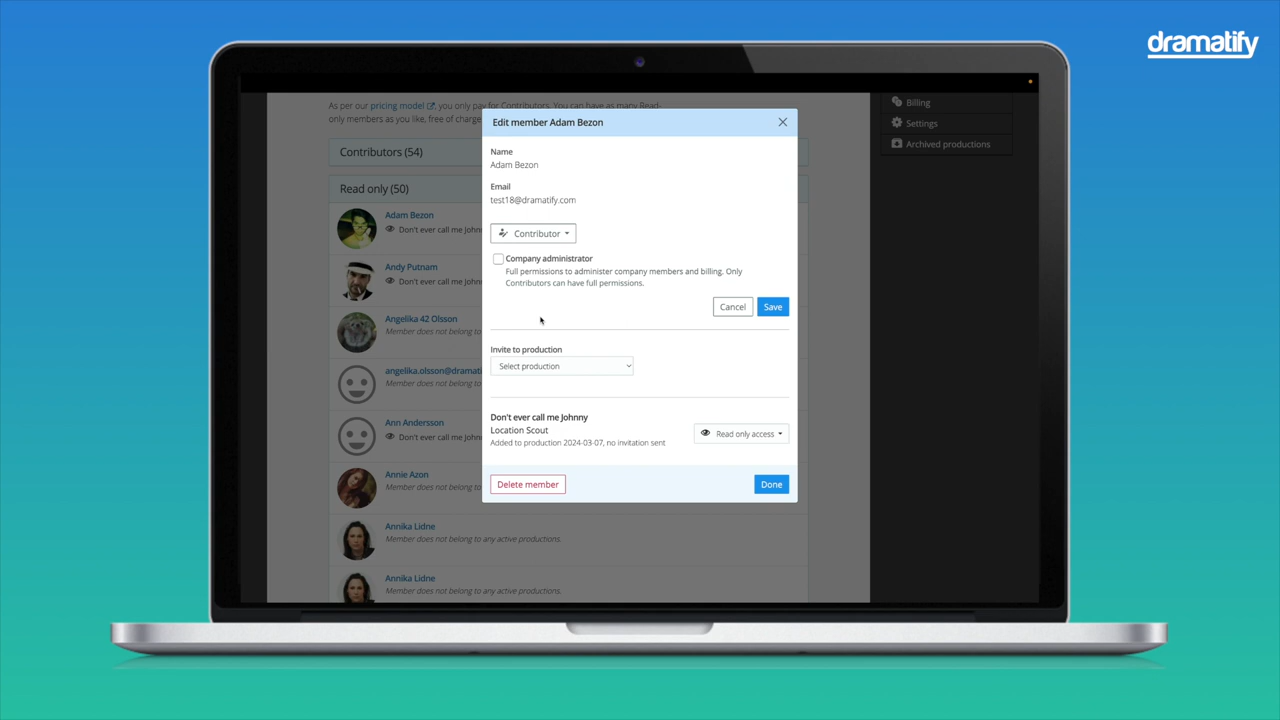 dramatify
As per our pricing model, you only pay for Contributors. You can have as many Read-
only members as you like, free of charge
Contributors (54)
Read only (50)
Adam Bezon
Don't ever call me John
Andy Putnam
Don't ever call me John
Angelika 42 Olsson
Member does not belong to
angelika.olsson@dramati
Member does not belong to
Ann Andersson
Don't ever call me John
Annie Azon
Member does not belong to
Annika Lidne
Member does not belong to any active productions.
Annika Lidne
Member does not belong to any active productions.
Billing
Settings
Archived productions
Edit member Adam Bezon
Name
Adam Bezon
Email
test18@dramatify.com
Contributor
Company administrator
Full permissions to administer company members and billing. Only
Contributors can have full permissions.
Cancel
Save
Invite to production
Select production
Don't ever call me Johnny
Location Scout
Added to production 2024-03-07, no invitation sent
Read only access
Delete member
Done